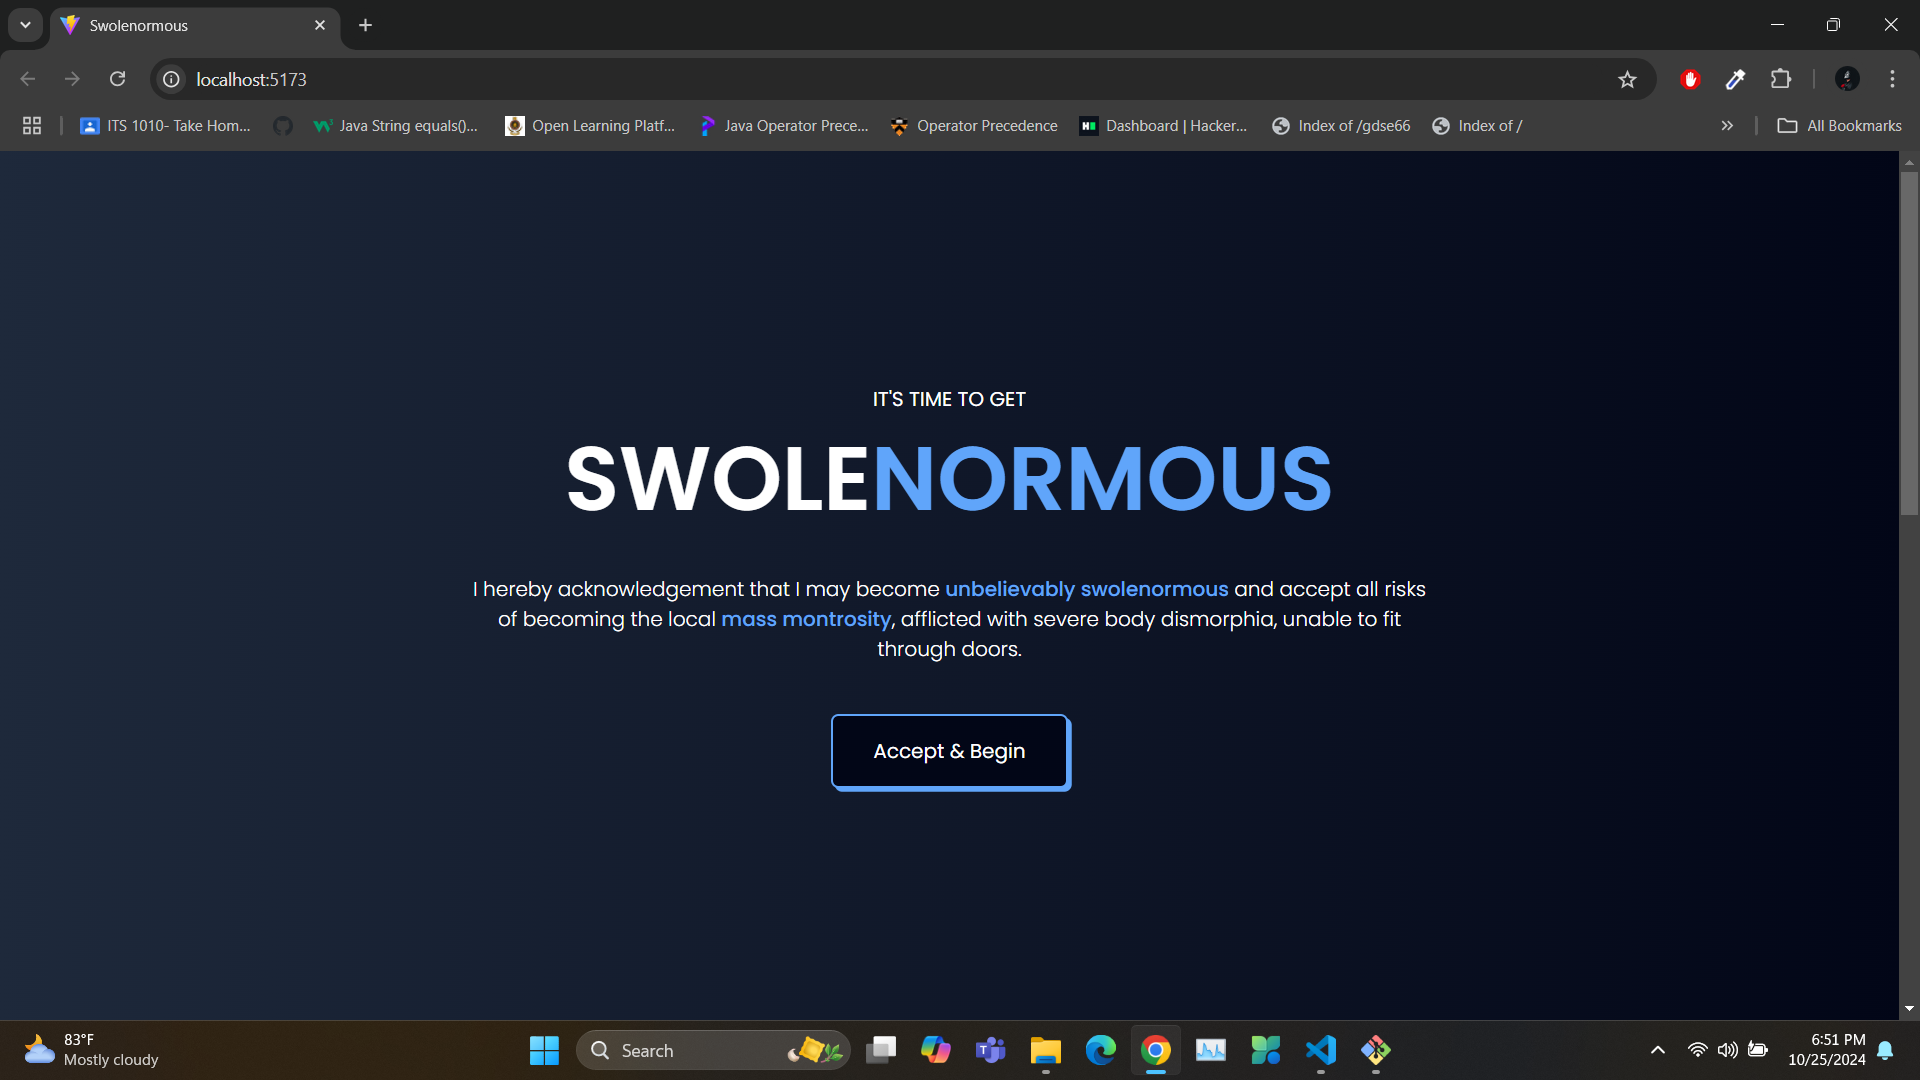 Swolenormous
localhost:5173
ITS 1010- Take Hom...
Java String equals()...
Open Learning Platf...
Java Operator Prece...
Operator Precedence
Dashboard | Hacker...
Index of /gdse66
Index of /
All Bookmarks
IT'S TIME TO GET
SWOLENORMOUS
I hereby acknowledgement that I may become unbelievably swolenormous and accept all risks
of becoming the local mass montrosity, afflicted with severe body dismorphia, unable to fit
through doors.
Accept & Begin
83°F
Mostly cloudy
Search
6:51 PM
10/25/2024